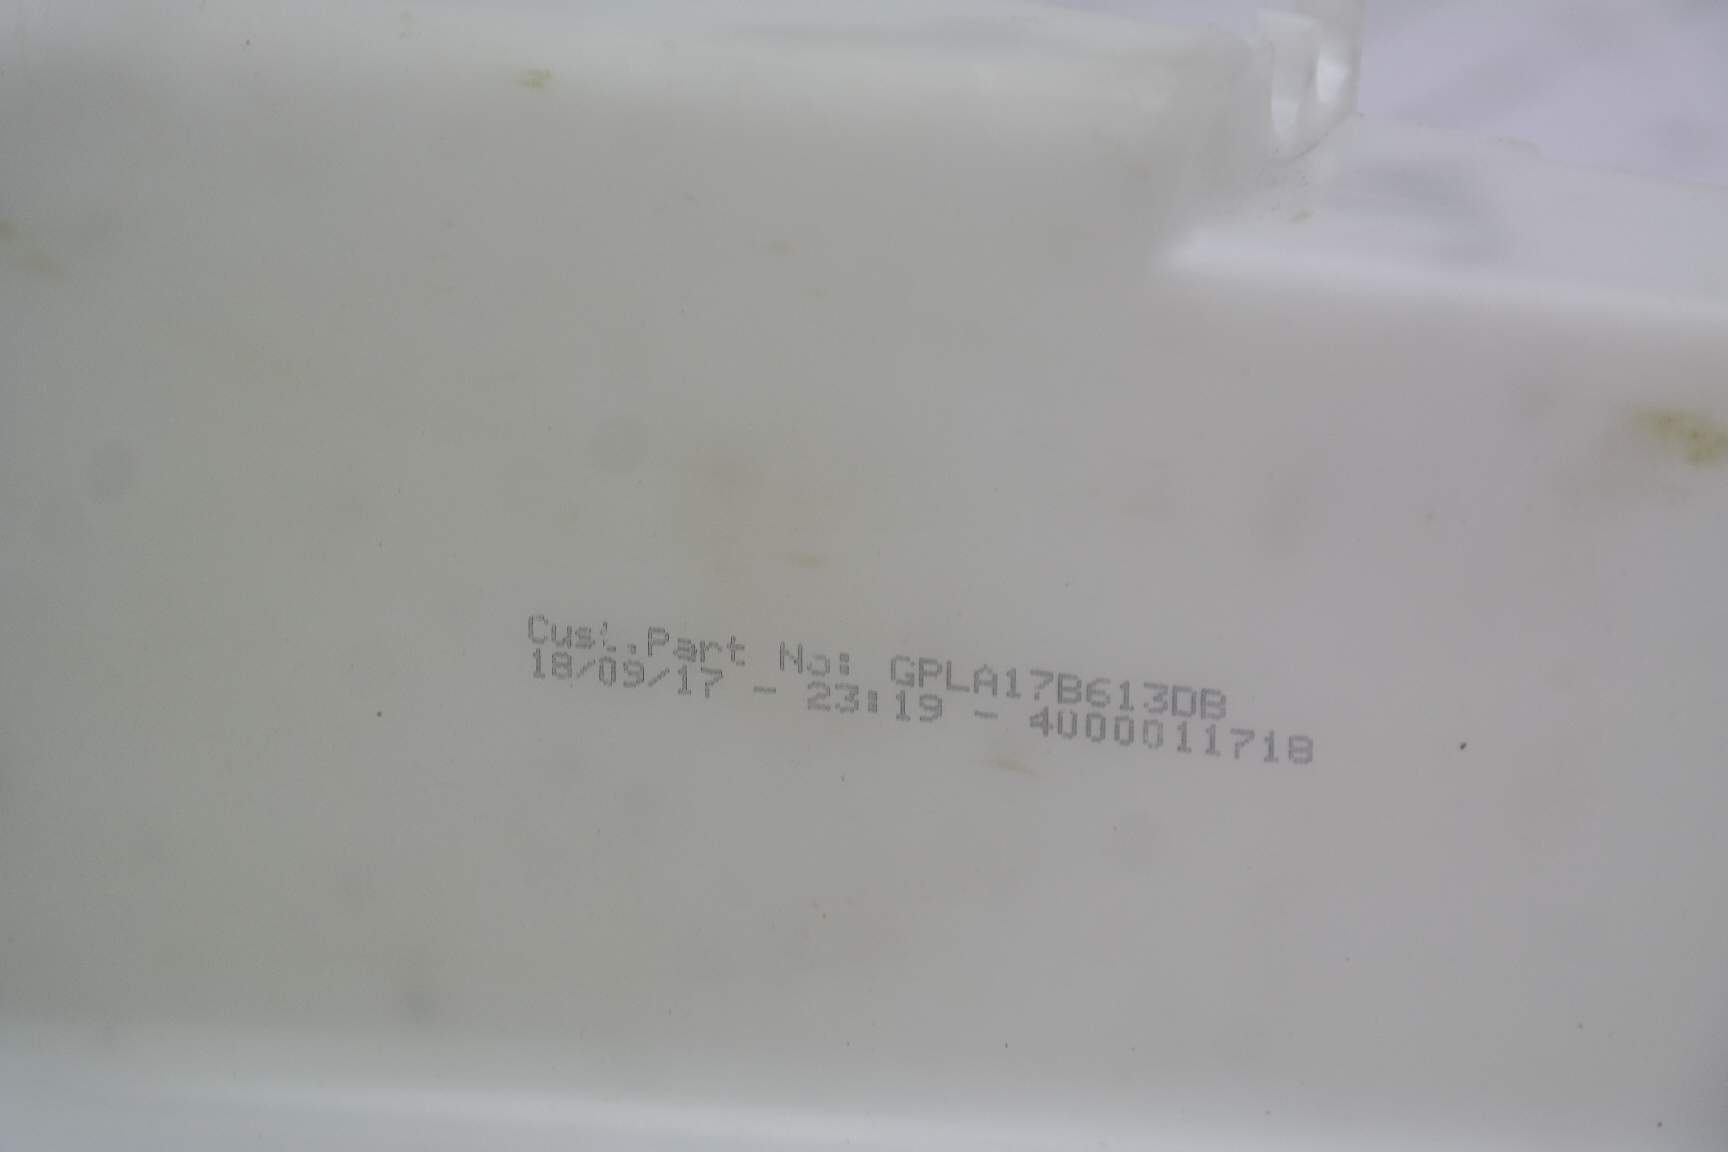 Cust.Part No: GPLA17B613DB
18/09/17 - 23:19 - 4000011718